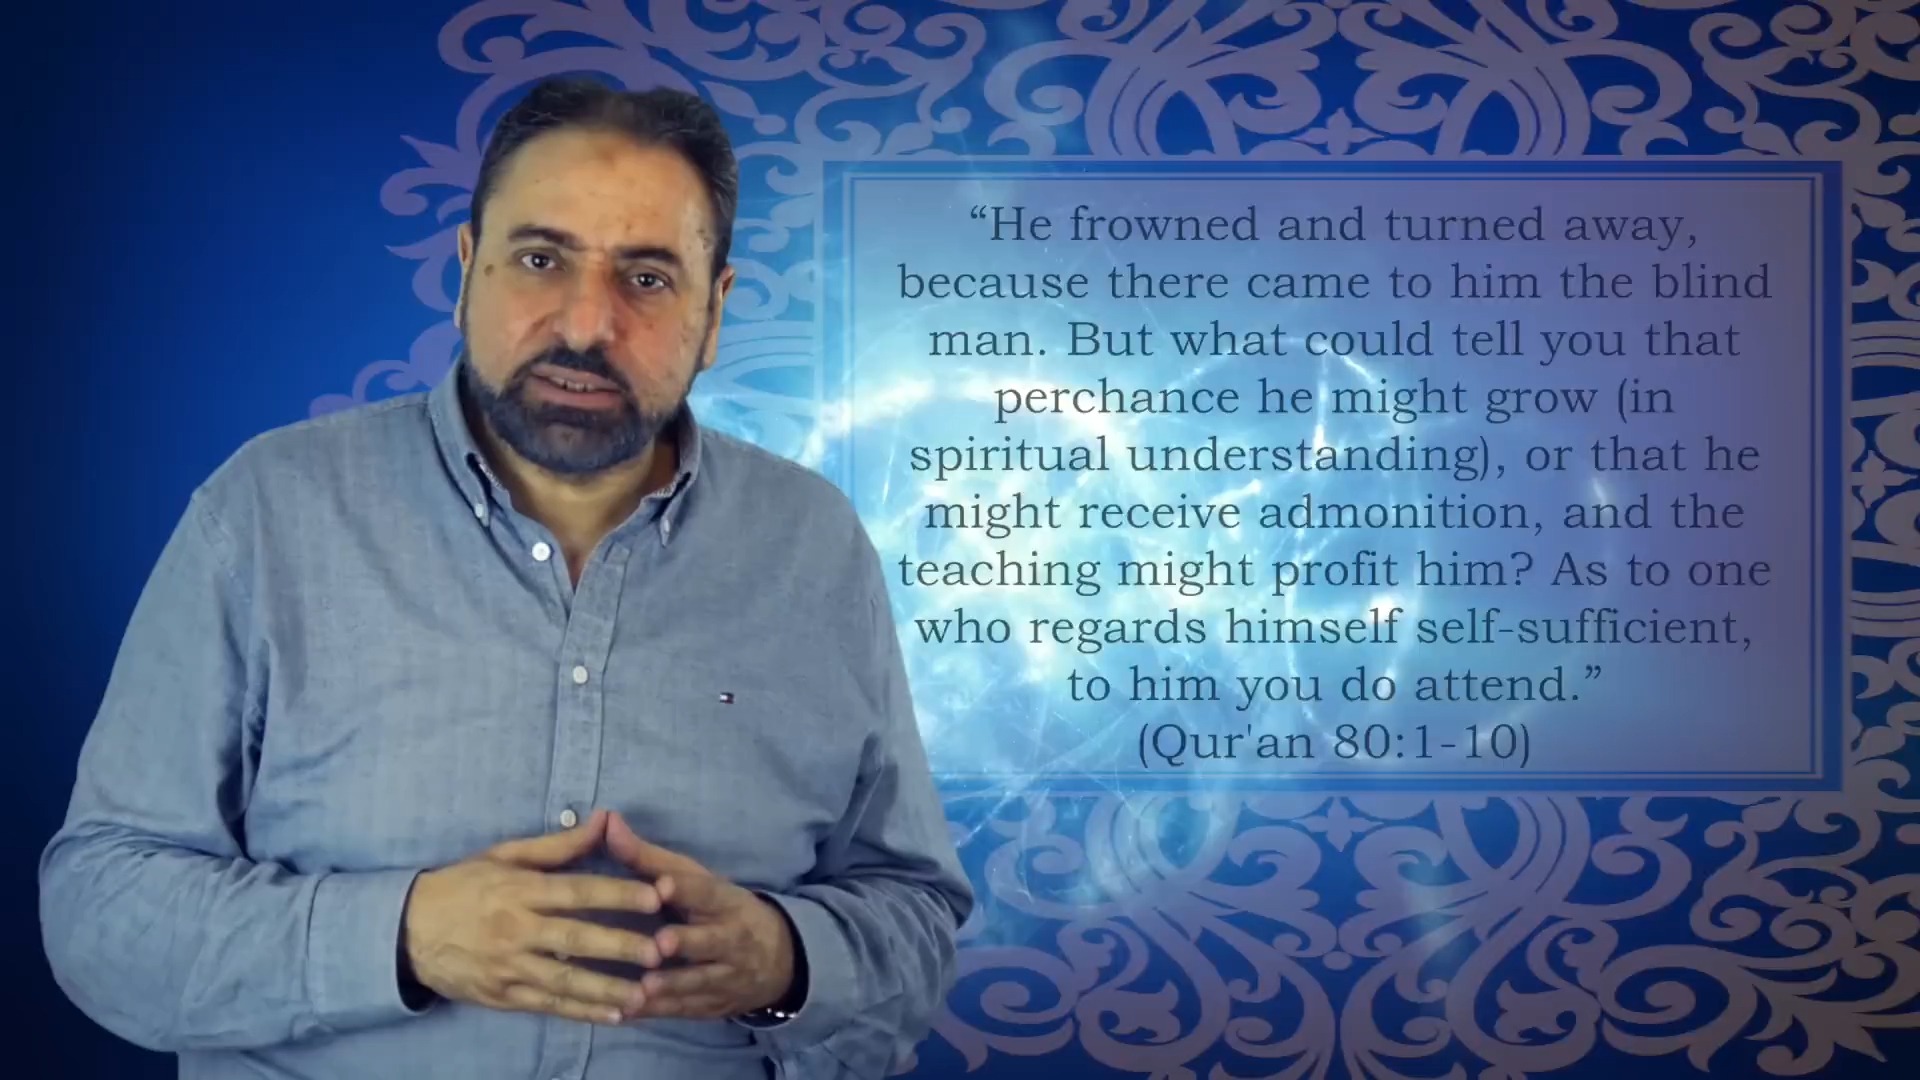 “He frowned and turned away,
because there came to him the blind
man. But what could tell you that
perchance he might grow (in
spiritual understanding), or that he
might receive admonition, and the
teaching might profit him? As to one
who regards himself self-sufficient,
to him you do attend.”
(Qur'an 80:1-10)